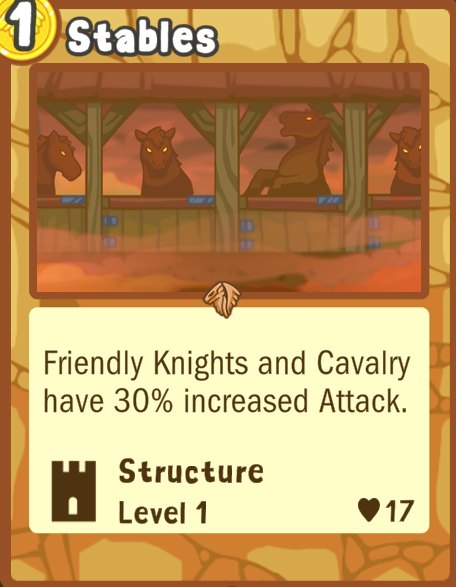 1 Stables
Friendly Knights and Cavalry
have 30% increased Attack.
Structure
Level 1
17